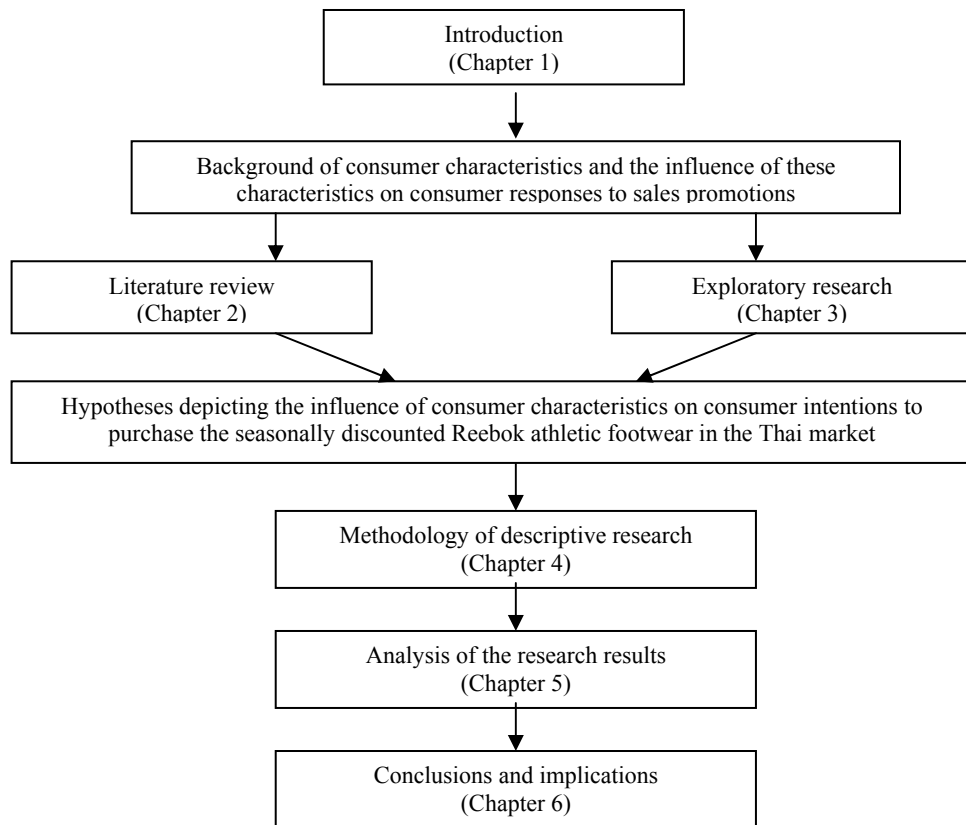 Introduction
(Chapter 1)
Background of consumer characteristics and the influence of these
characteristics on consumer responses to sales promotions
Literature review
(Chapter 2)
Exploratory research
(Chapter 3)
Hypotheses depicting the influence of consumer characteristics on consumer intentions to
purchase the seasonally discounted Reebok athletic footwear in the Thai market
Methodology of descriptive research
(Chapter 4)
Analysis of the research results
(Chapter 5)
Conclusions and implications
(Chapter 6)